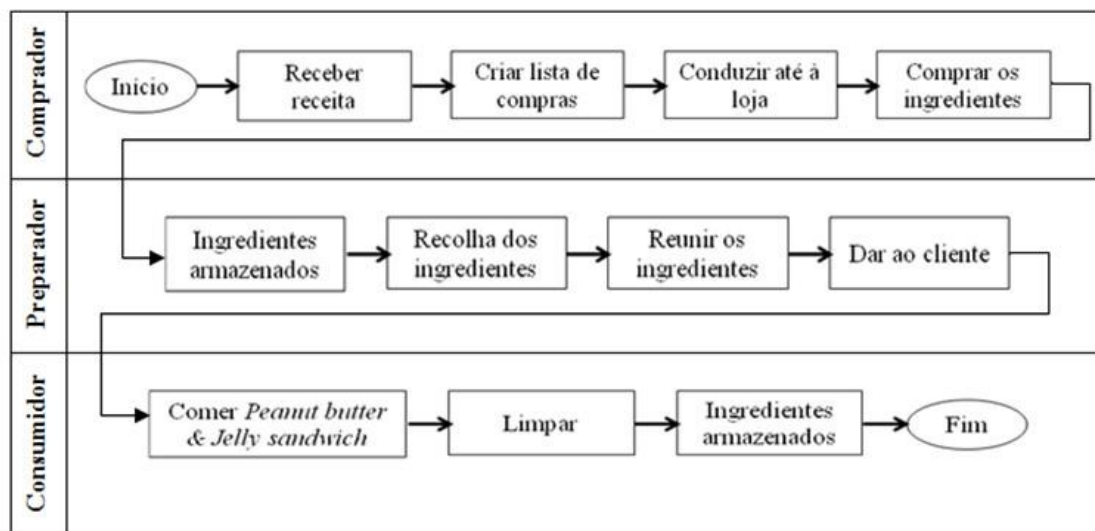 Comprador
Início
Receber
receita
Criar lista de
compras
Conduzir até à
loja
Comprar os
ingredientes
Preparador
Ingredientes
armazenados
Recolha dos
ingredientes
Reunir os
ingredientes
Dar ao cliente
Consumidor
Comer Peanut butter
& Jelly sandwich
Limpar
Ingredientes
armazenados
Fim